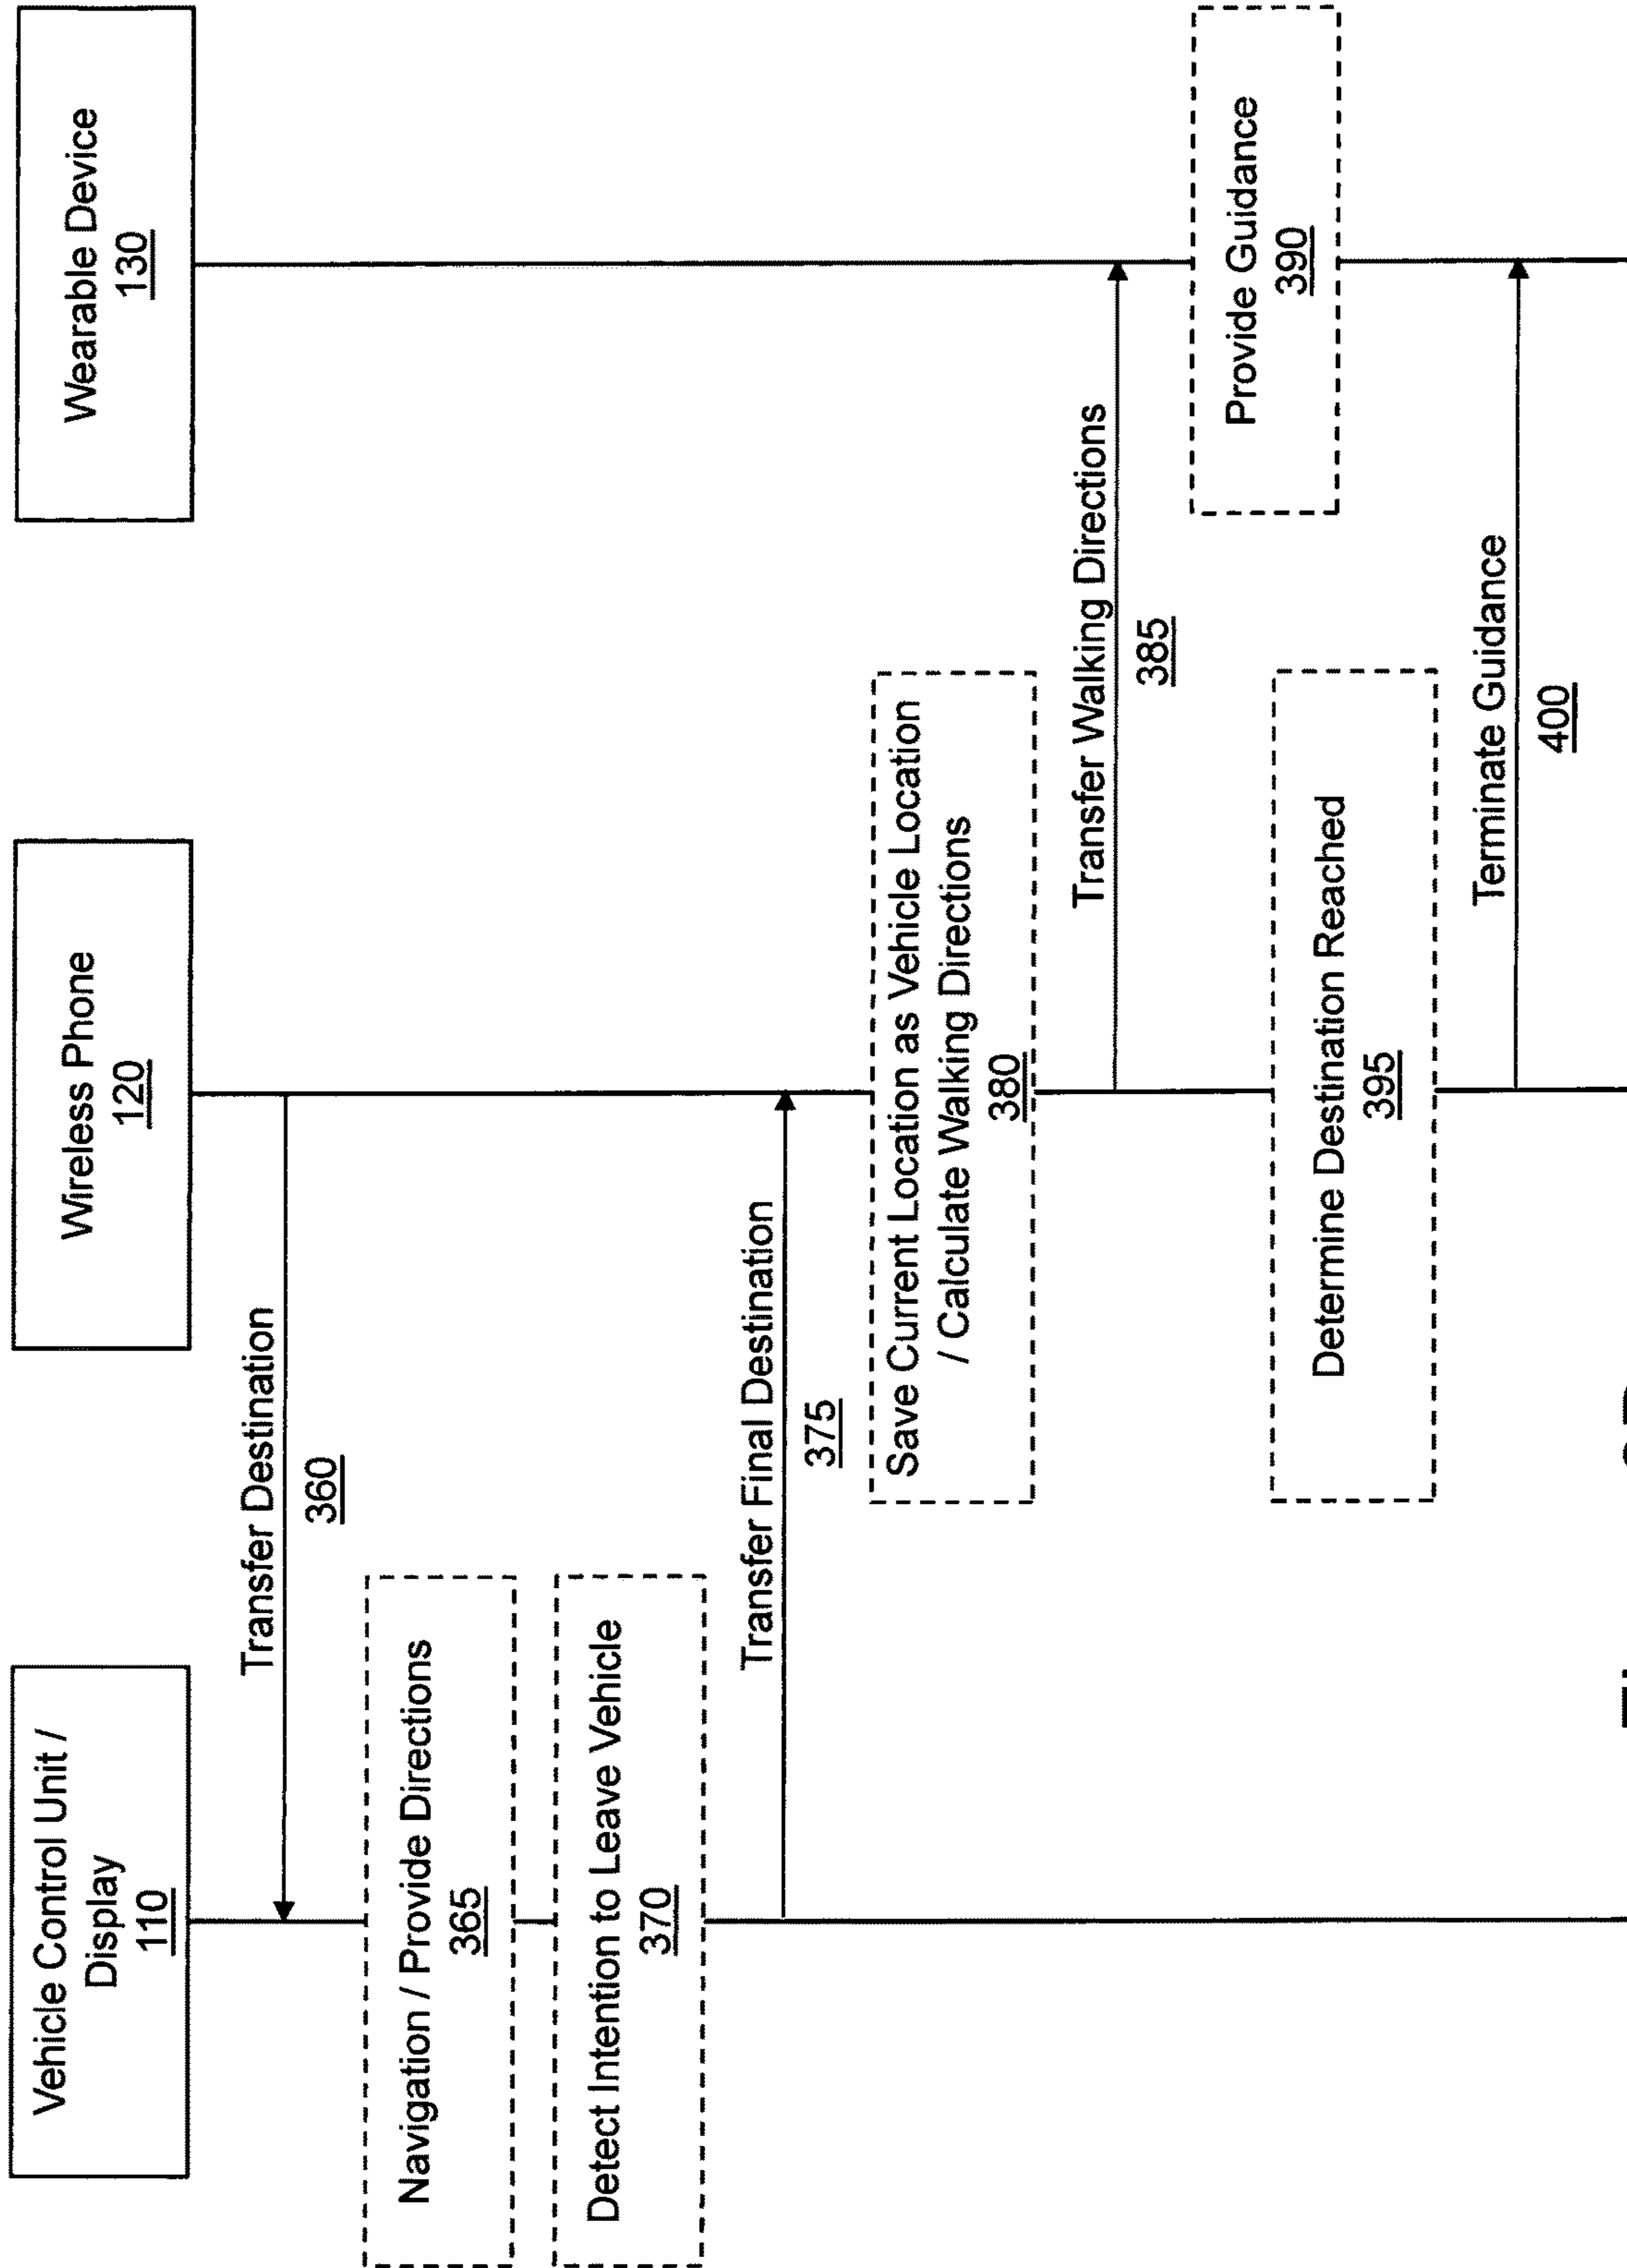 Vehicle Control Unit /
Display
110
Wireless Phone
120
Wearable Device
130
Transfer Destination
360
Navigation / Provide Directions
365
Detect Intention to Leave Vehicle
370
Transfer Final Destination
375
Save Current Location as Vehicle Location
/ Calculate Walking Directions
380
Transfer Walking Directions
385
Provide Guidance
390
Determine Destination Reached
395
Terminate Guidance
400